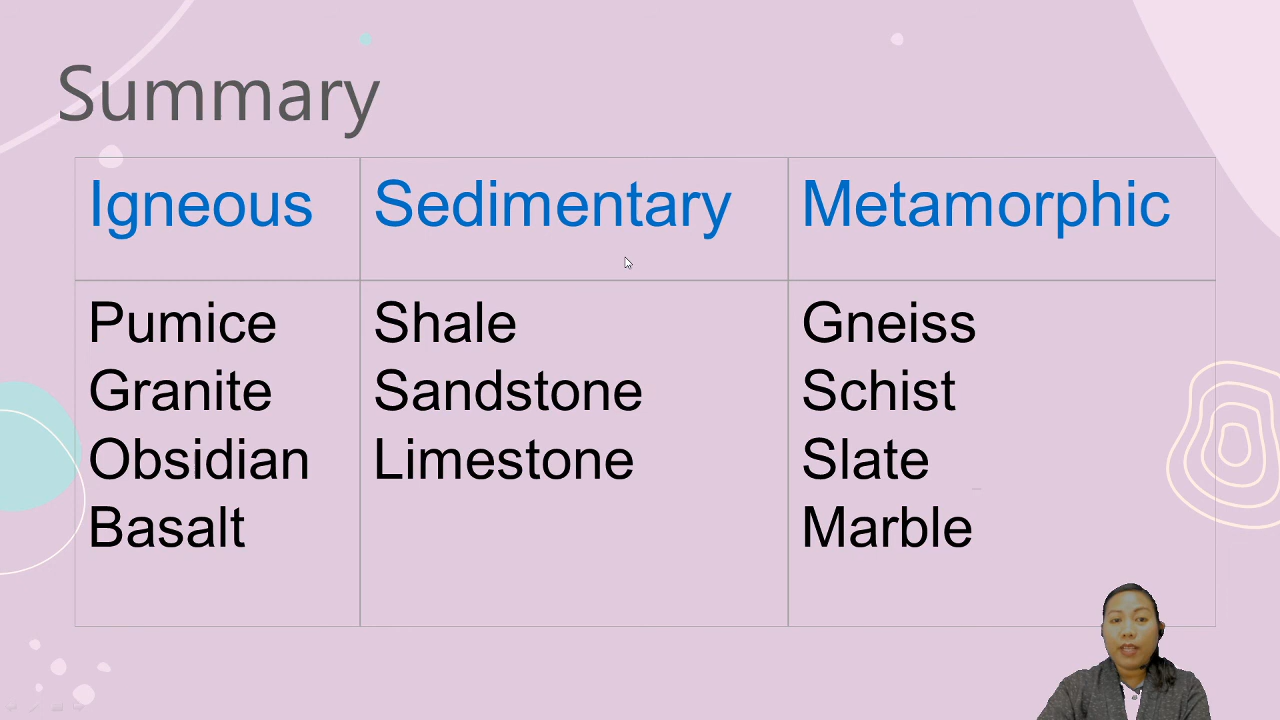 Summary
Igneous Sedimentary Metamorphic
Pumice Shale Gneiss
Granite Sandstone Schist
Obsidian Limestone Slate
Basalt Marble